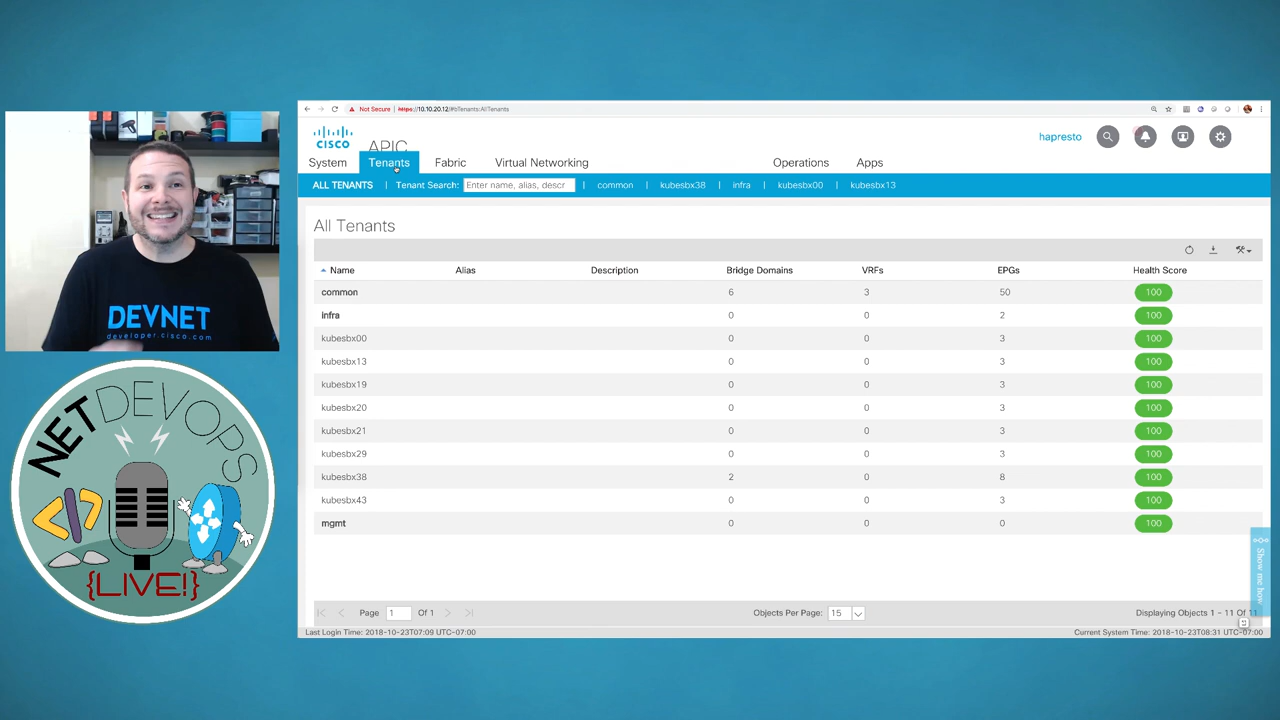 Not Secure | https://10.10.20.12/#bTenants:AllTenants
CISCO APIC
hapresto
System Tenants Fabric Virtual Networking Operations Apps
ALL TENANTS | Tenant Search: Enter name, alias, descr | common | kubesbx38 | infra | kubesbx00 | kubesbx13
All Tenants
Name Alias Description Bridge Domains VRFs EPGs Health Score
common 6 3 50 100
infra 0 0 2 100
kubesbx00 0 0 3 100
kubesbx13 0 0 3 100
kubesbx19 0 0 3 100
kubesbx20 0 0 3 100
kubesbx21 0 0 3 100
kubesbx29 0 0 3 100
kubesbx38 2 0 8 100
kubesbx43 0 0 3 100
mgmt 0 0 0 100
Show me how
Page 1 Of 1 Objects Per Page: 15 Displaying Objects 1 - 11 Of 11
Last Login Time: 2018-10-23T07:09 UTC-07:00 Current System Time: 2018-10-23T08:31 UTC-07:00
DEVNET
developer.cisco.com
NETDEVOPS
</>
{LIVE!}